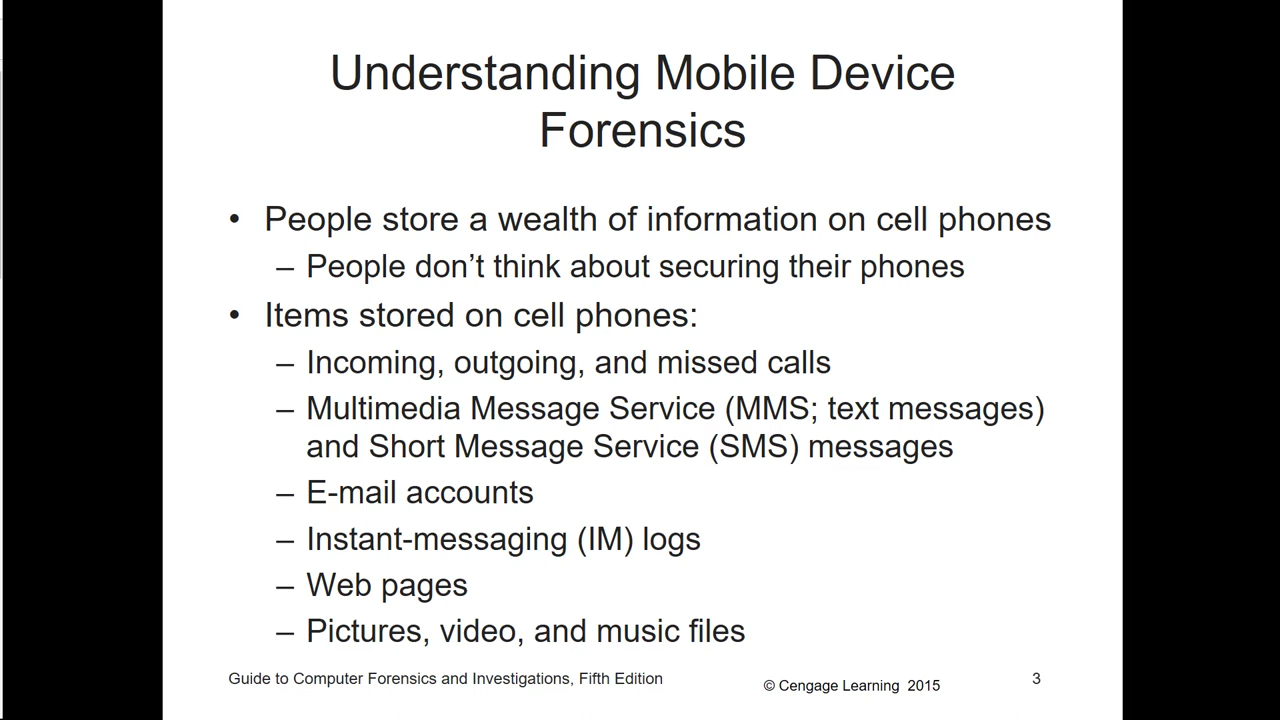 Understanding Mobile Device
Forensics
• People store a wealth of information on cell phones
– People don’t think about securing their phones
• Items stored on cell phones:
– Incoming, outgoing, and missed calls
– Multimedia Message Service (MMS; text messages)
and Short Message Service (SMS) messages
– E-mail accounts
– Instant-messaging (IM) logs
– Web pages
– Pictures, video, and music files
Guide to Computer Forensics and Investigations, Fifth Edition
© Cengage Learning 2015
3